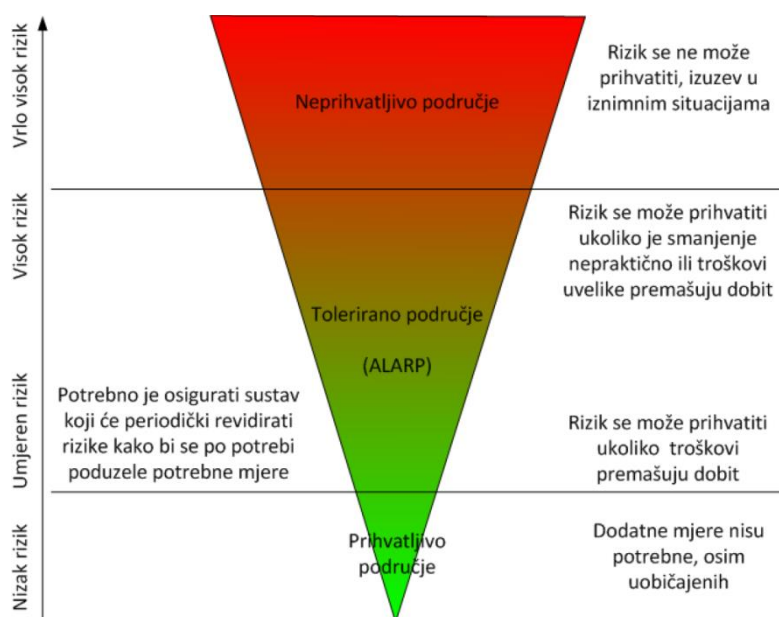 Vrlo visok rizik
Neprihvatljivo područje
Rizik se ne može
prihvatiti, izuzev u
iznimnim situacijama
Visok rizik
Rizik se može prihvatiti
ukoliko je smanjenje
nepraktično ili troškovi
uvelike premašuju dobit
Tolerirano područje
(ALARP)
Umjeren rizik
Potrebno je osigurati sustav
koji će periodički revidirati
rizike kako bi se po potrebi
poduzele potrebne mjere
Rizik se može prihvatiti
ukoliko troškovi
premašuju dobit
Nizak rizik
Prihvatljivo
područje
Dodatne mjere nisu
potrebne, osim
uobičajenih